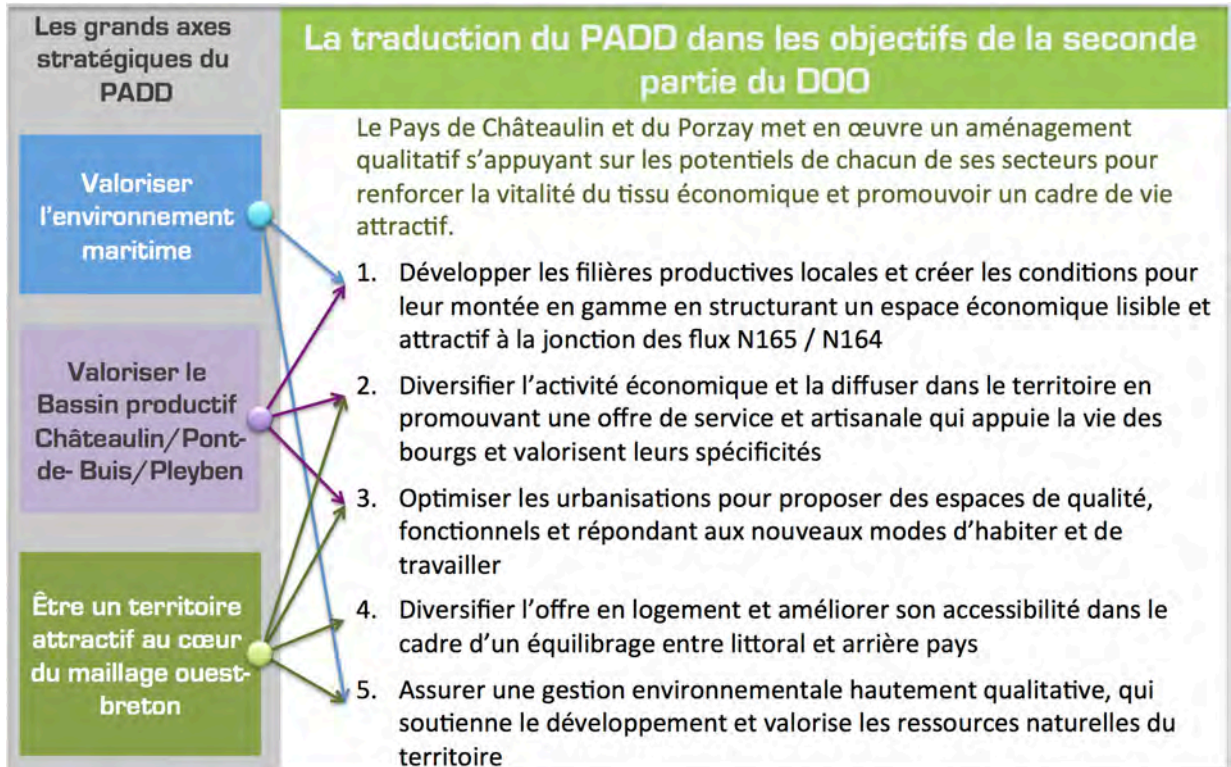 Les grands axes
stratégiques du
PADD
La traduction du PADD dans les objectifs de la seconde
partie du DOO
Valoriser
l'environnement
maritime
Valoriser le
Bassin productif
Châteaulin/Pont-
de- Buis/Pleyben
Être un territoire
attractif au cœur
du maillage ouest-
breton
Le Pays de Châteaulin et du Porzay met en œuvre un aménagement
qualitatif s'appuyant sur les potentiels de chacun de ses secteurs pour
renforcer la vitalité du tissu économique et promouvoir un cadre de vie
attractif.
1. Développer les filières productives locales et créer les conditions pour
leur montée en gamme en structurant un espace économique lisible et
attractif à la jonction des flux N165 / N164
2. Diversifier l'activité économique et la diffuser dans le territoire en
promouvant une offre de service et artisanale qui appuie la vie des
bourgs et valorisent leurs spécificités
3. Optimiser les urbanisations pour proposer des espaces de qualité,
fonctionnels et répondant aux nouveaux modes d'habiter et de
travailler
4. Diversifier l'offre en logement et améliorer son accessibilité dans le
cadre d'un équilibrage entre littoral et arrière pays
5. Assurer une gestion environnementale hautement qualitative, qui
soutienne le développement et valorise les ressources naturelles du
territoire